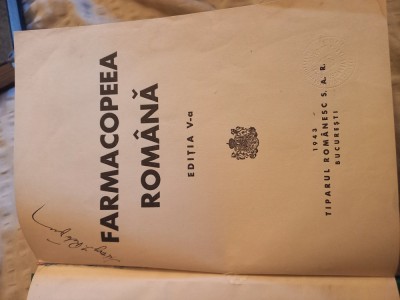 FARMACOPEEA
ROMÂNĂ
EDIȚIA V-a
1943
TIPARUL ROMÂNESC S. A. R.
BUCUREȘTI